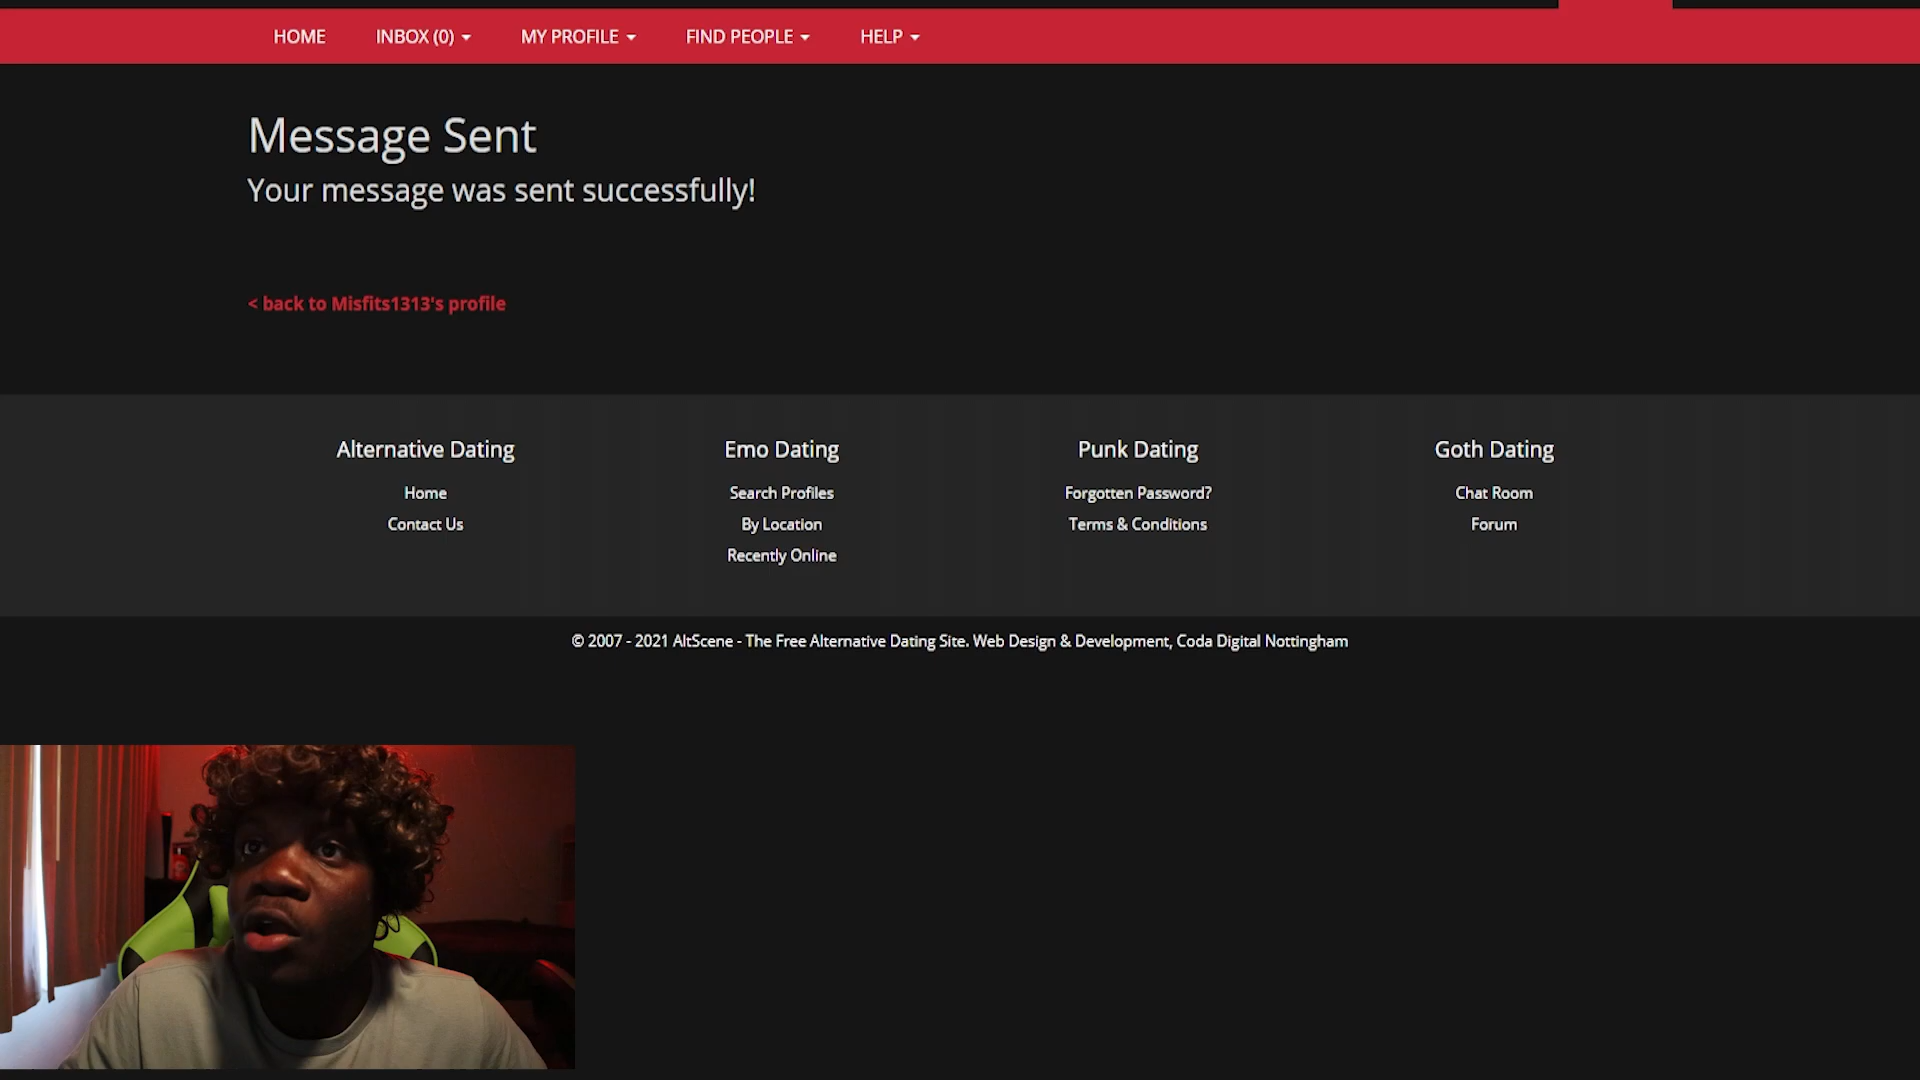 HOME INBOX (0) MY PROFILE FIND PEOPLE HELP
Message Sent
Your message was sent successfully!
< back to Misfits1313's profile
Alternative Dating
Home
Contact Us
Emo Dating
Search Profiles
By Location
Recently Online
Punk Dating
Forgotten Password?
Terms & Conditions
Goth Dating
Chat Room
Forum
© 2007 - 2021 AltScene - The Free Alternative Dating Site. Web Design & Development, Coda Digital Nottingham